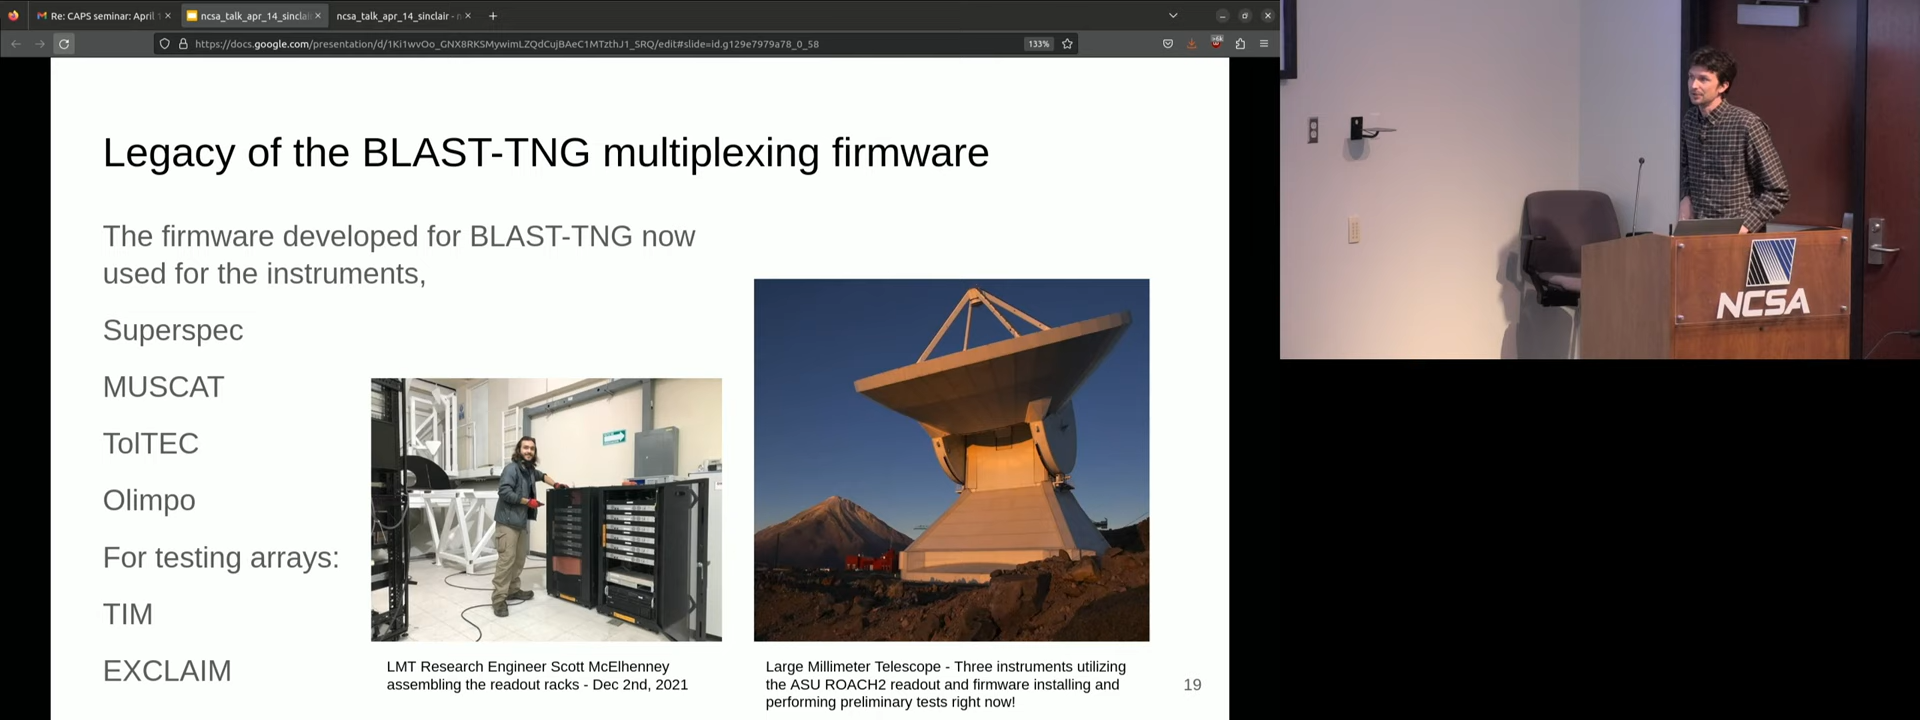 Re: CAPS seminar: April 1
ncsa_talk_apr_14_sinclai
ncsa_talk_apr_14_sinclair -
https://docs.google.com/presentation/d/1Ki1wvOo_GNX8RKSMywimLZQdCujBAeC1MTzthJ1_SRQ/edit#slide=id.g129e7979a78_0_58
133%
Legacy of the BLAST-TNG multiplexing firmware
The firmware developed for BLAST-TNG now
used for the instruments,
Superspec
MUSCAT
TolTEC
Olimpo
For testing arrays:
TIM
EXCLAIM
LMT Research Engineer Scott McElhenney
assembling the readout racks - Dec 2nd, 2021
Large Millimeter Telescope - Three instruments utilizing
the ASU ROACH2 readout and firmware installing and
performing preliminary tests right now!
19
NCSA